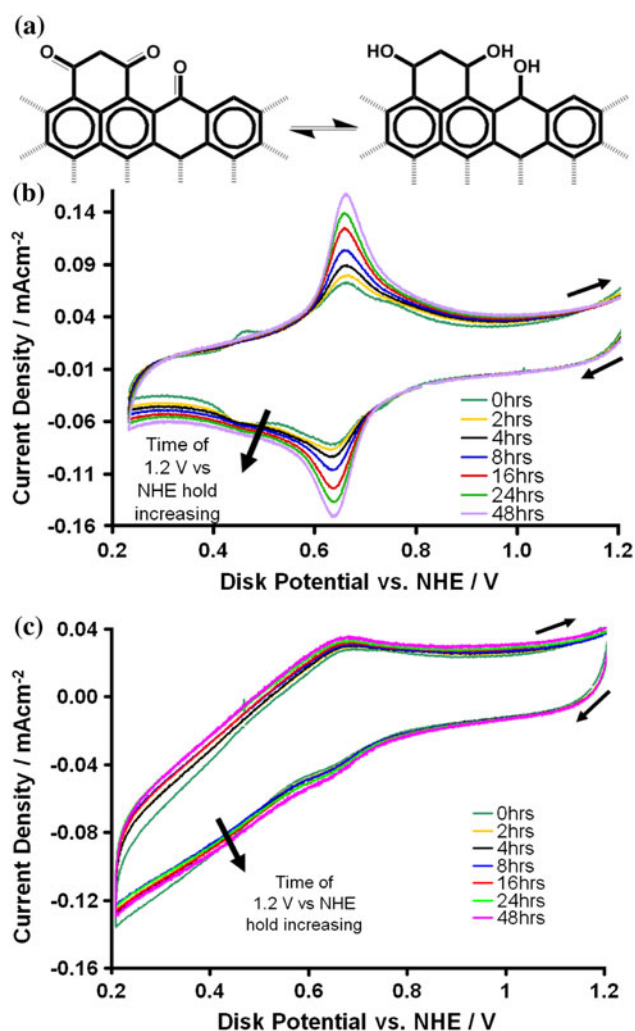 (a)
O O O
HO OH OH
(b)
Current Density / mAcm-2
0.14
0.09
0.04
-0.01
-0.06
-0.11
-0.16
Time of
1.2 V vs
NHE hold
increasing
0hrs
2hrs
4hrs
8hrs
16hrs
24hrs
48hrs
0.2 0.4 0.6 0.8 1.0 1.2
Disk Potential vs. NHE / V
(c)
Current Density / mAcm-2
0.04
0.00
-0.04
-0.08
-0.12
-0.16
Time of
1.2 V vs NHE
hold increasing
0hrs
2hrs
4hrs
8hrs
16hrs
24hrs
48hrs
0.2 0.4 0.6 0.8 1 1.2
Disk Potential vs. NHE / V